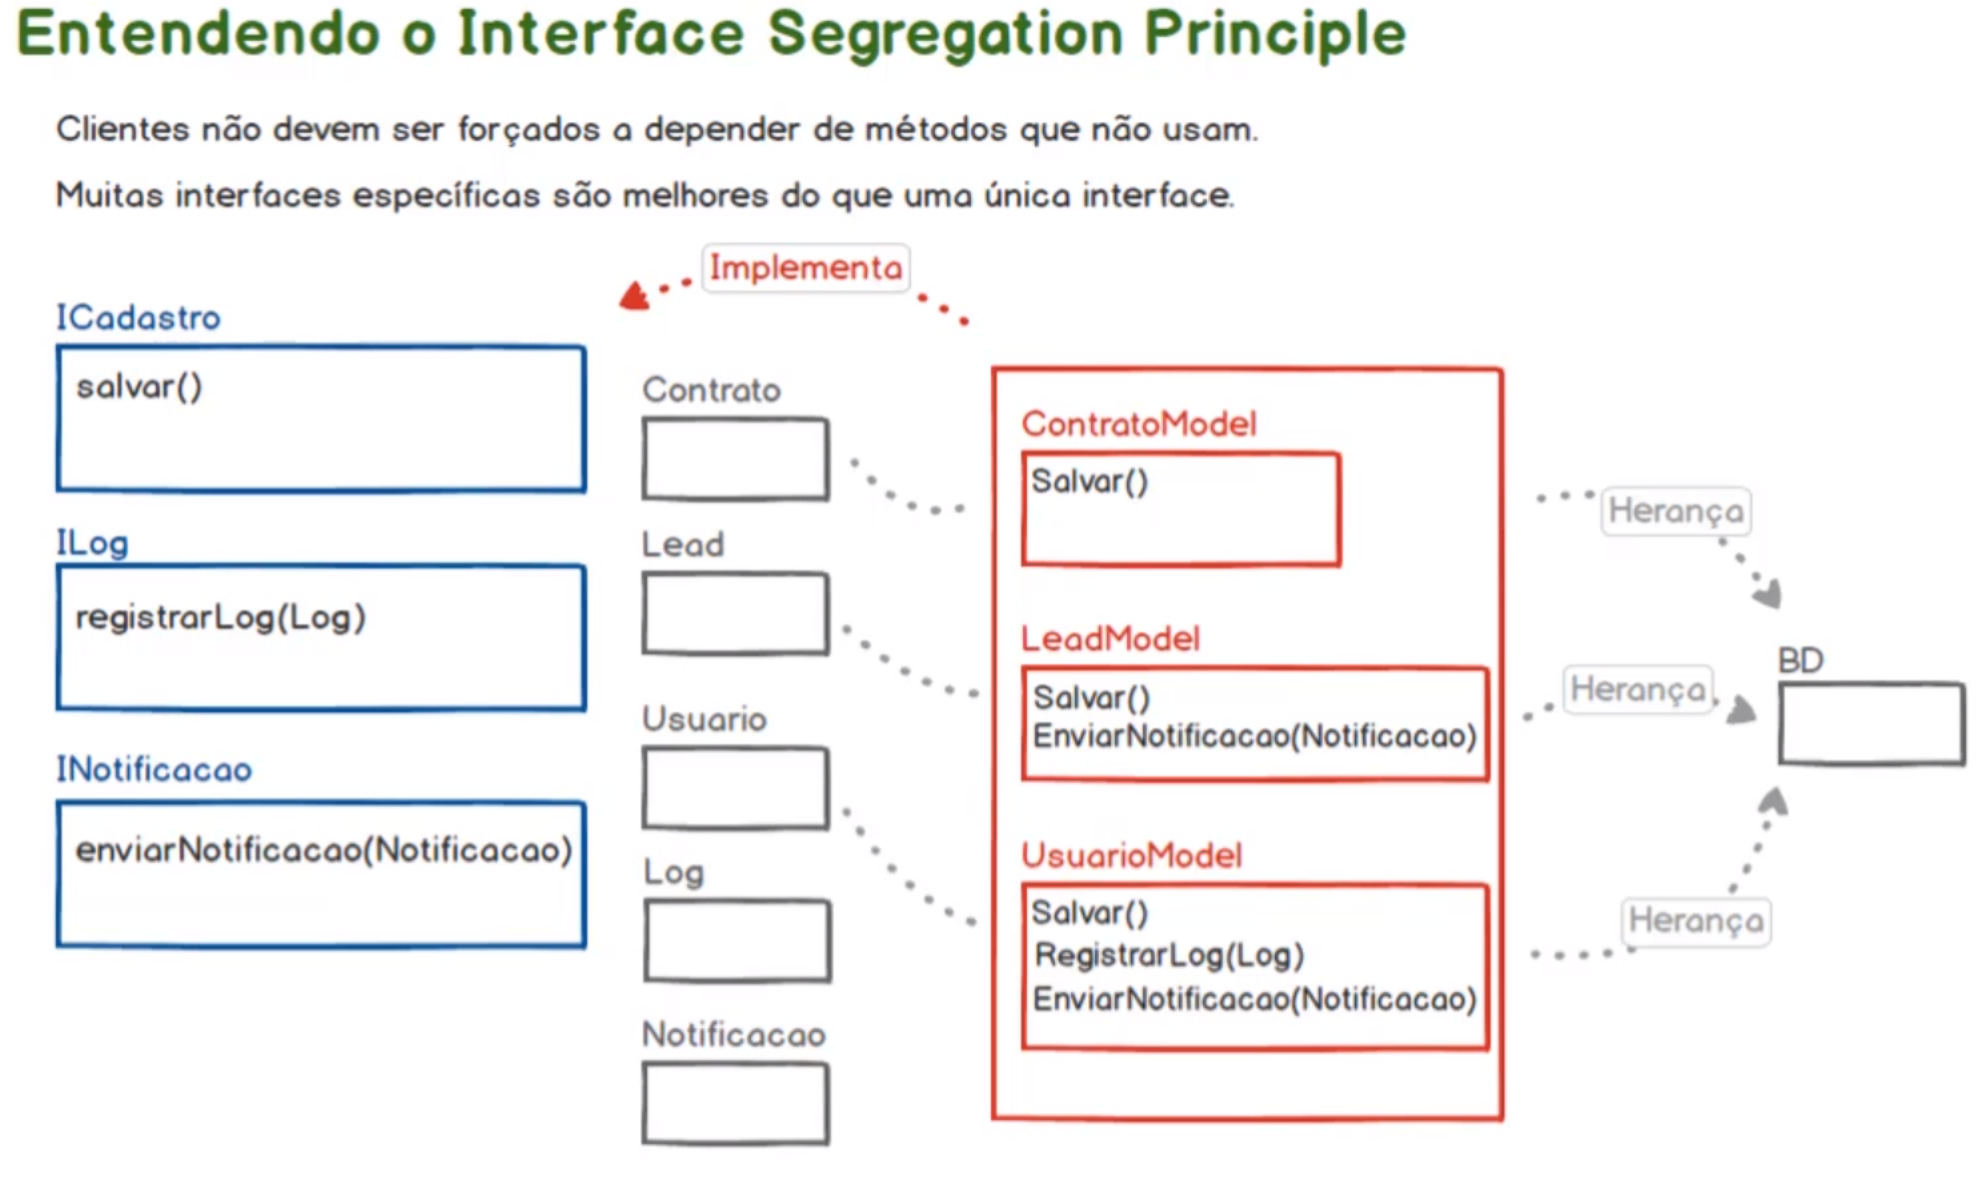 Entendendo o Interface Segregation Principle
Clientes não devem ser forçados a depender de métodos que não usam.
Muitas interfaces específicas são melhores do que uma única interface.
Implementa
ICadastro
salvar()
ILog
registrarLog(Log)
INotificacao
enviarNotificacao(Notificacao)
Contrato
Lead
Usuario
Log
Notificacao
ContratoModel
Salvar()
LeadModel
Salvar()
EnviarNotificacao(Notificacao)
UsuarioModel
Salvar()
RegistrarLog(Log)
EnviarNotificacao(Notificacao)
Herança
Herança
Herança
BD